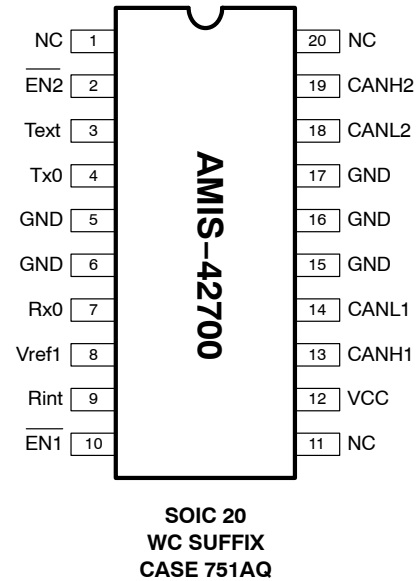 NC 1
EN2 2
Text 3
Tx0 4
GND 5
GND 6
Rx0 7
Vref1 8
Rint 9
EN1 10
AMIS−42700
20 NC
19 CANH2
18 CANL2
17 GND
16 GND
15 GND
14 CANL1
13 CANH1
12 VCC
11 NC
SOIC 20
WC SUFFIX
CASE 751AQ